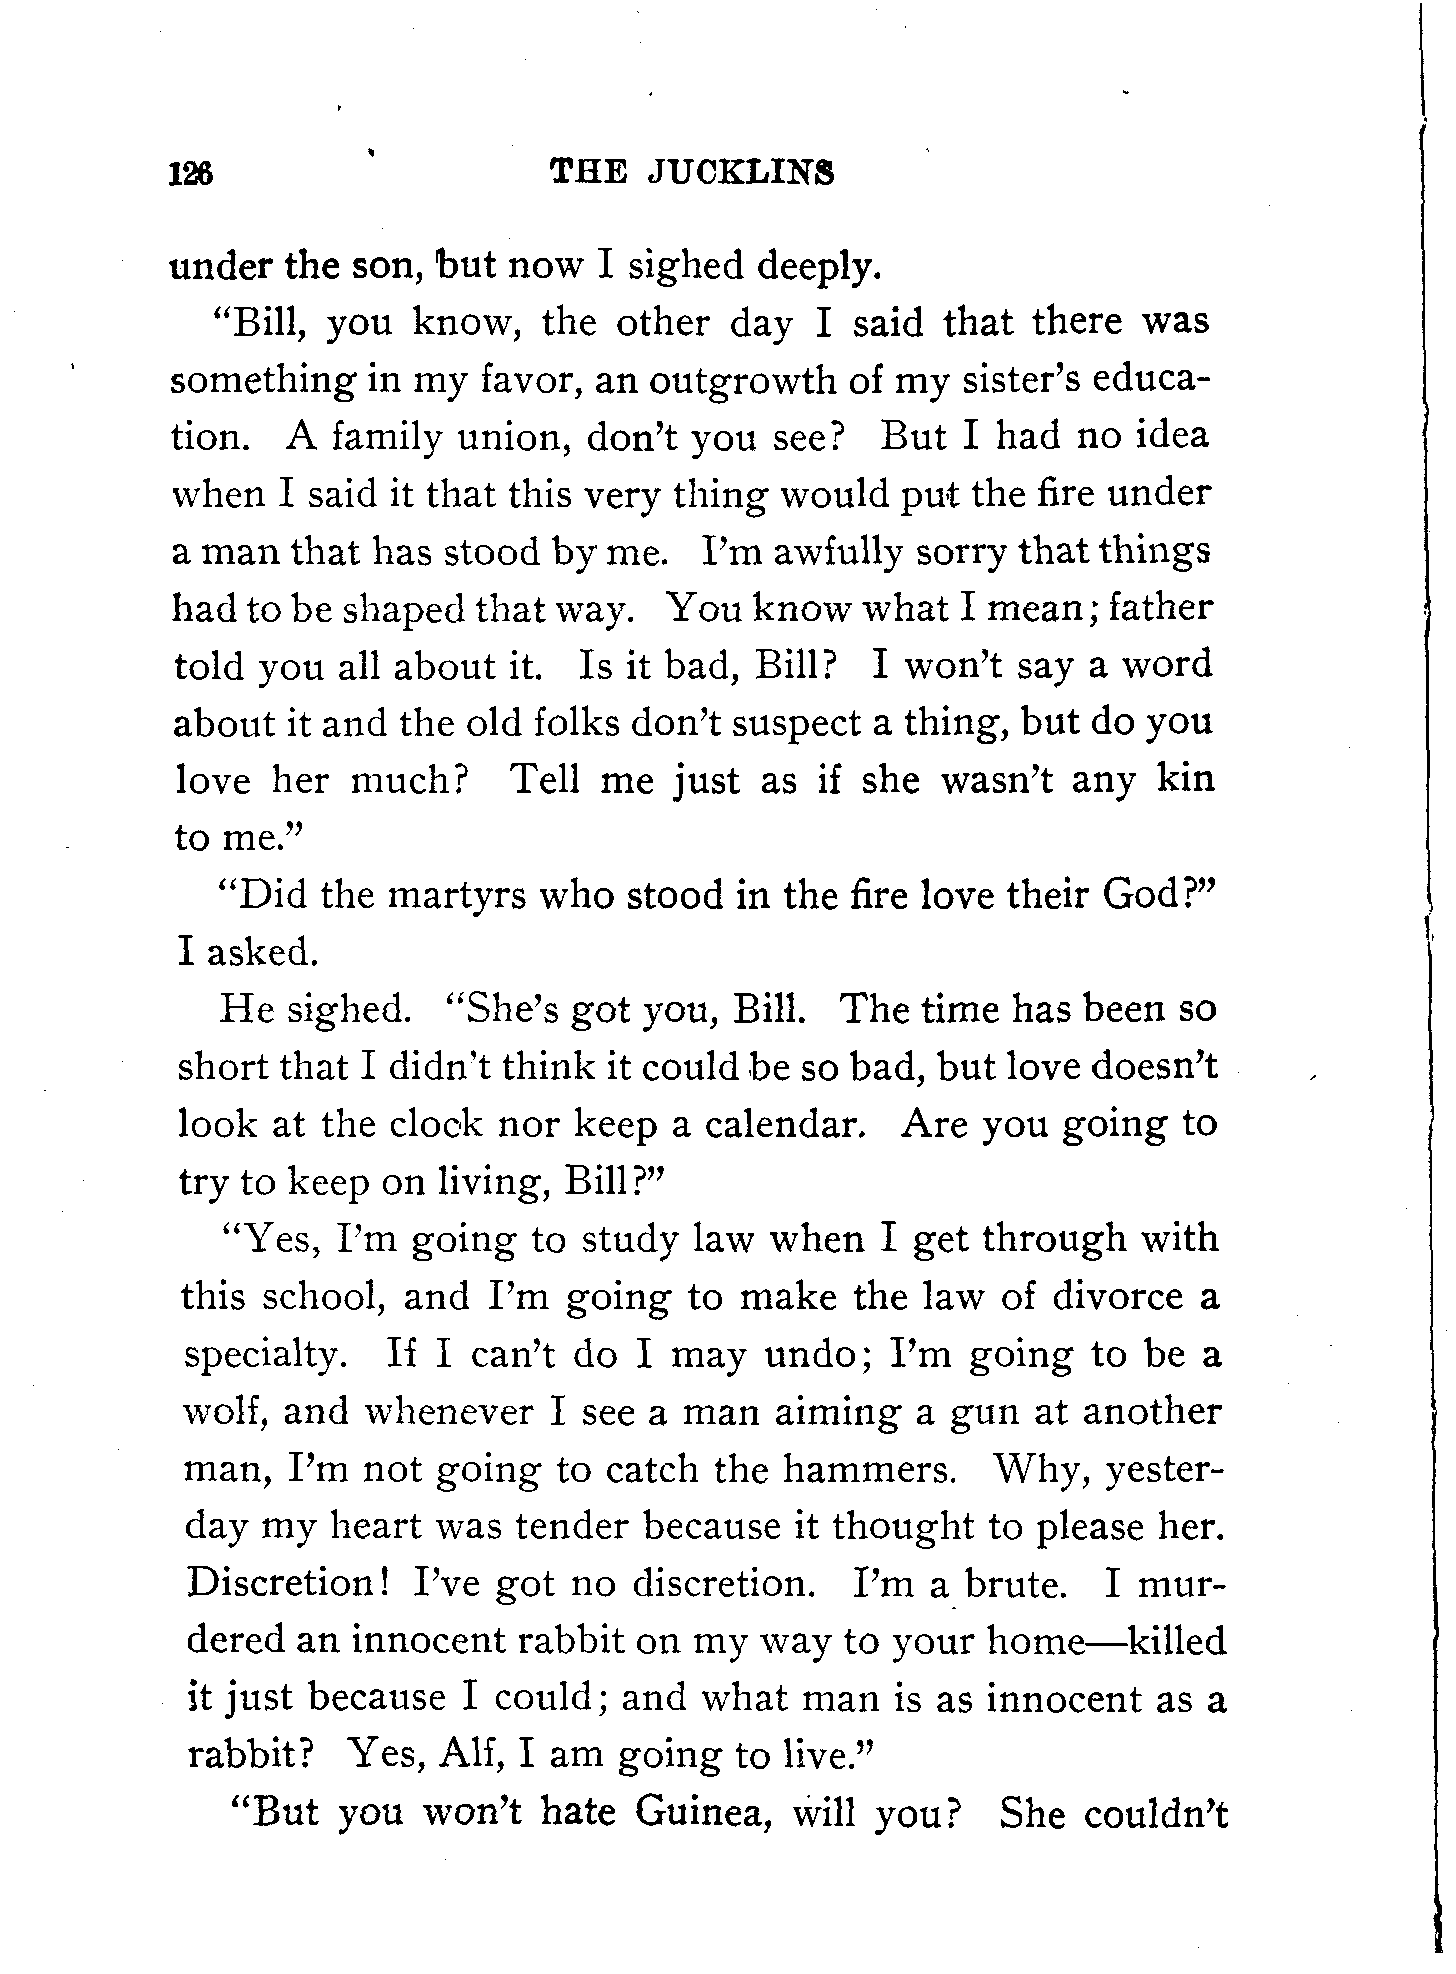 126 THE JUCKLINS
under the son, but now I sighed deeply.
“Bill, you know, the other day I said that there was
something in my favor, an outgrowth of my sister’s educa-
tion. A family union, don’t you see? But I had no idea
when I said it that this very thing would put the fire under
a man that has stood by me. I’m awfully sorry that things
had to be shaped that way. You know what I mean; father
told you all about it. Is it bad, Bill? I won’t say a word
about it and the old folks don’t suspect a thing, but do you
love her much? Tell me just as if she wasn’t any kin
to me.”
“Did the martyrs who stood in the fire love their God?”
I asked.
He sighed. “She’s got you, Bill. The time has been so
short that I didn’t think it could be so bad, but love doesn’t
look at the clock nor keep a calendar. Are you going to
try to keep on living, Bill?”
“Yes, I’m going to study law when I get through with
this school, and I’m going to make the law of divorce a
specialty. If I can’t do I may undo; I’m going to be a
wolf, and whenever I see a man aiming a gun at another
man, I’m not going to catch the hammers. Why, yester-
day my heart was tender because it thought to please her.
Discretion! I’ve got no discretion. I’m a brute. I mur-
dered an innocent rabbit on my way to your home—killed
it just because I could; and what man is as innocent as a
rabbit? Yes, Alf, I am going to live.”
“But you won’t hate Guinea, will you? She couldn’t